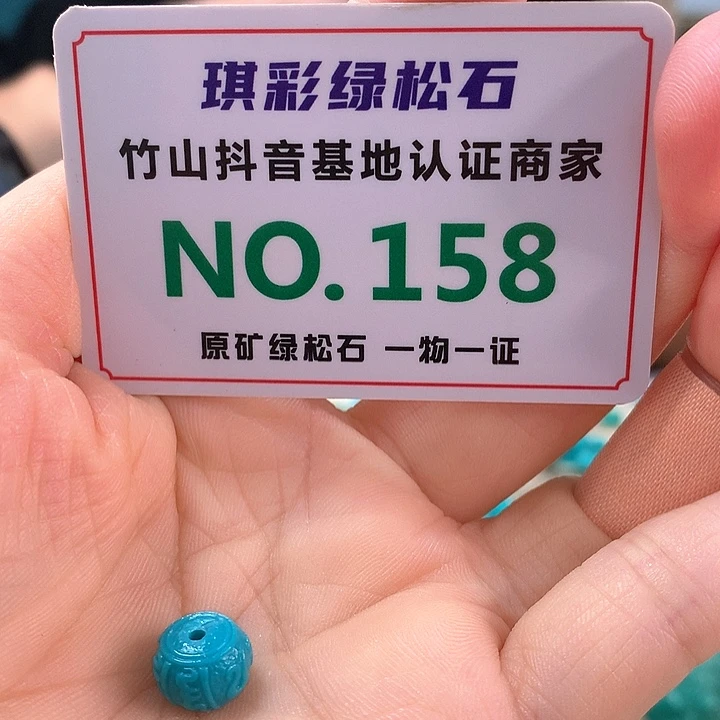 琪彩绿松石
竹山抖音基地认证商家
NO.158
原矿绿松石 一物一证